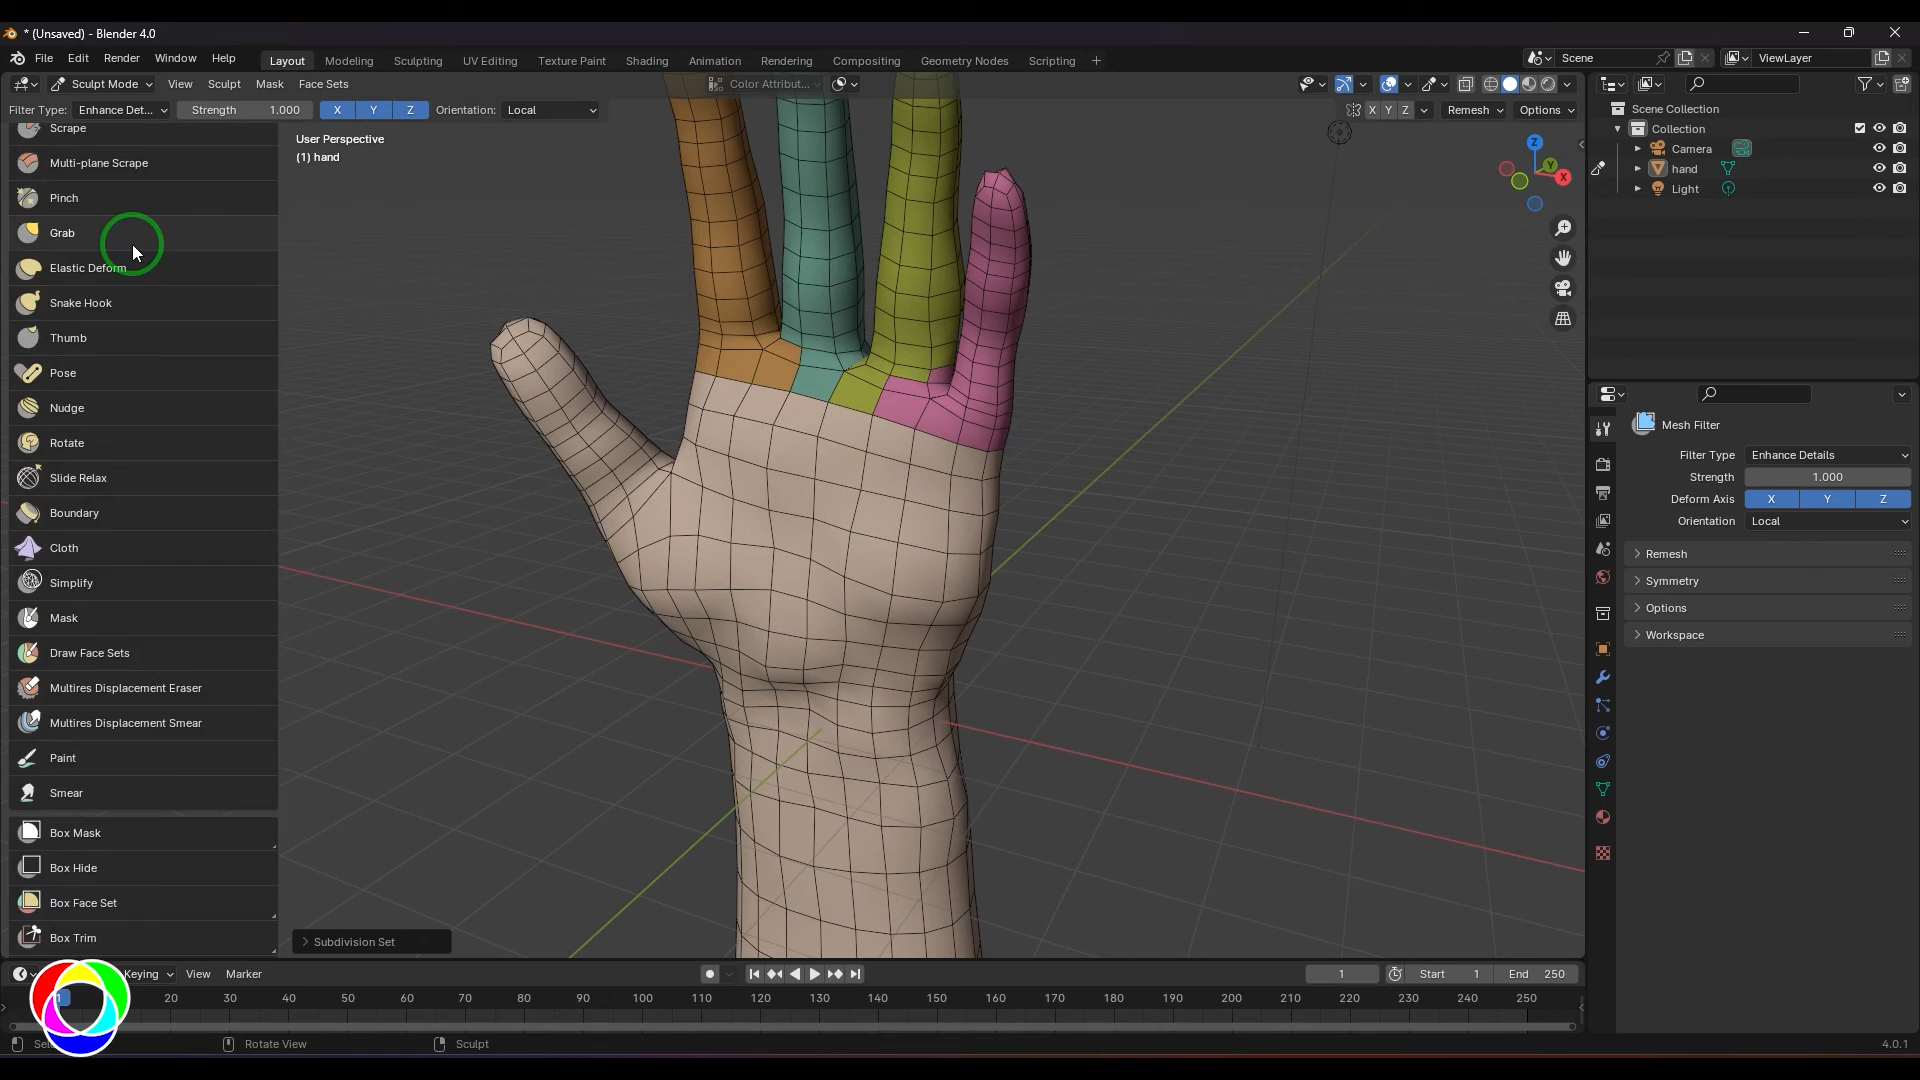 * (Unsaved) - Blender 4.0
File Edit Render Window Help Layout Modeling Sculpting UV Editing Texture Paint Shading Animation Rendering Compositing Geometry Nodes Scripting + Scene ViewLayer
Sculpt Mode View Sculpt Mask Face Sets Color Attribut...
Filter Type: Enhance Det... Strength 1.000 X Y Z Orientation: Local X Y Z Remesh Options
Scrape
Multi-plane Scrape
Pinch
Grab
Elastic Deform
Snake Hook
Thumb
Pose
Nudge
Rotate
Slide Relax
Boundary
Cloth
Simplify
Mask
Draw Face Sets
Multires Displacement Eraser
Multires Displacement Smear
Paint
Smear
Box Mask
Box Hide
Box Face Set
Box Trim
User Perspective
(1) hand
Z
Y
X
Subdivision Set
Scene Collection
Collection
Camera
hand
Light
Mesh Filter
Filter Type Enhance Details
Strength 1.000
Deform Axis X Y Z
Orientation Local
Remesh
Symmetry
Options
Workspace
Keying View Marker 1 Start 1 End 250
1 20 30 40 50 60 70 80 90 100 110 120 130 140 150 160 170 180 190 200 210 220 230 240 250
Rotate View Sculpt 4.0.1